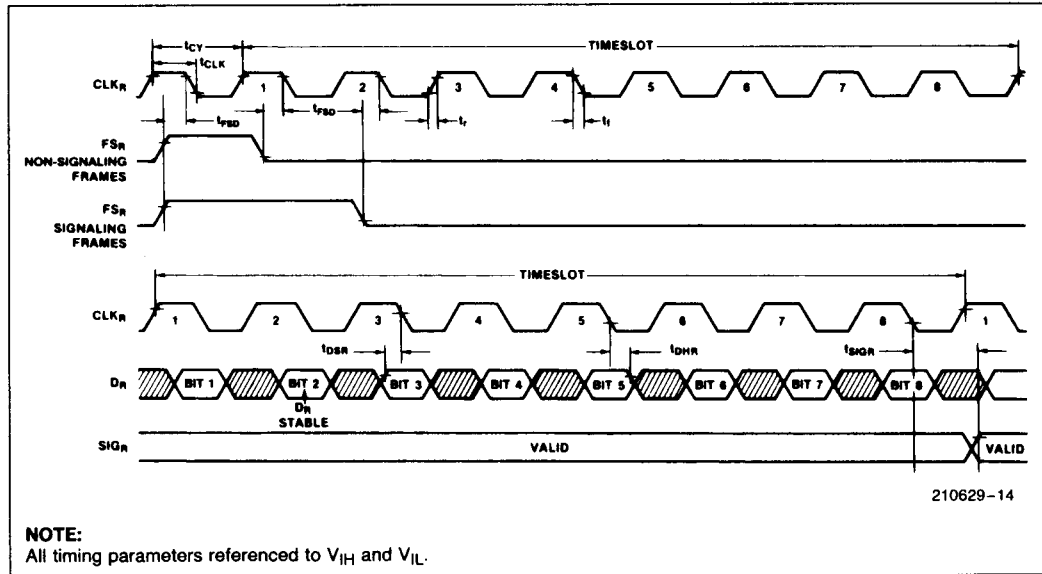 tCY
TIMESLOT
tCLK
CLKR
1 2 3 4 5 6 7 8
tFSD tFSD tr tf
FSR
NON-SIGNALING
FRAMES
FSR
SIGNALING
FRAMES
TIMESLOT
CLKR
1 2 3 4 5 6 7 8 1
tDSR tDHR tSIGR
DR
BIT 1 BIT 2 BIT 3 BIT 4 BIT 5 BIT 6 BIT 7 BIT 8
DR
STABLE
SIGR
VALID VALID
210629-14
NOTE:
All timing parameters referenced to VIH and VIL.